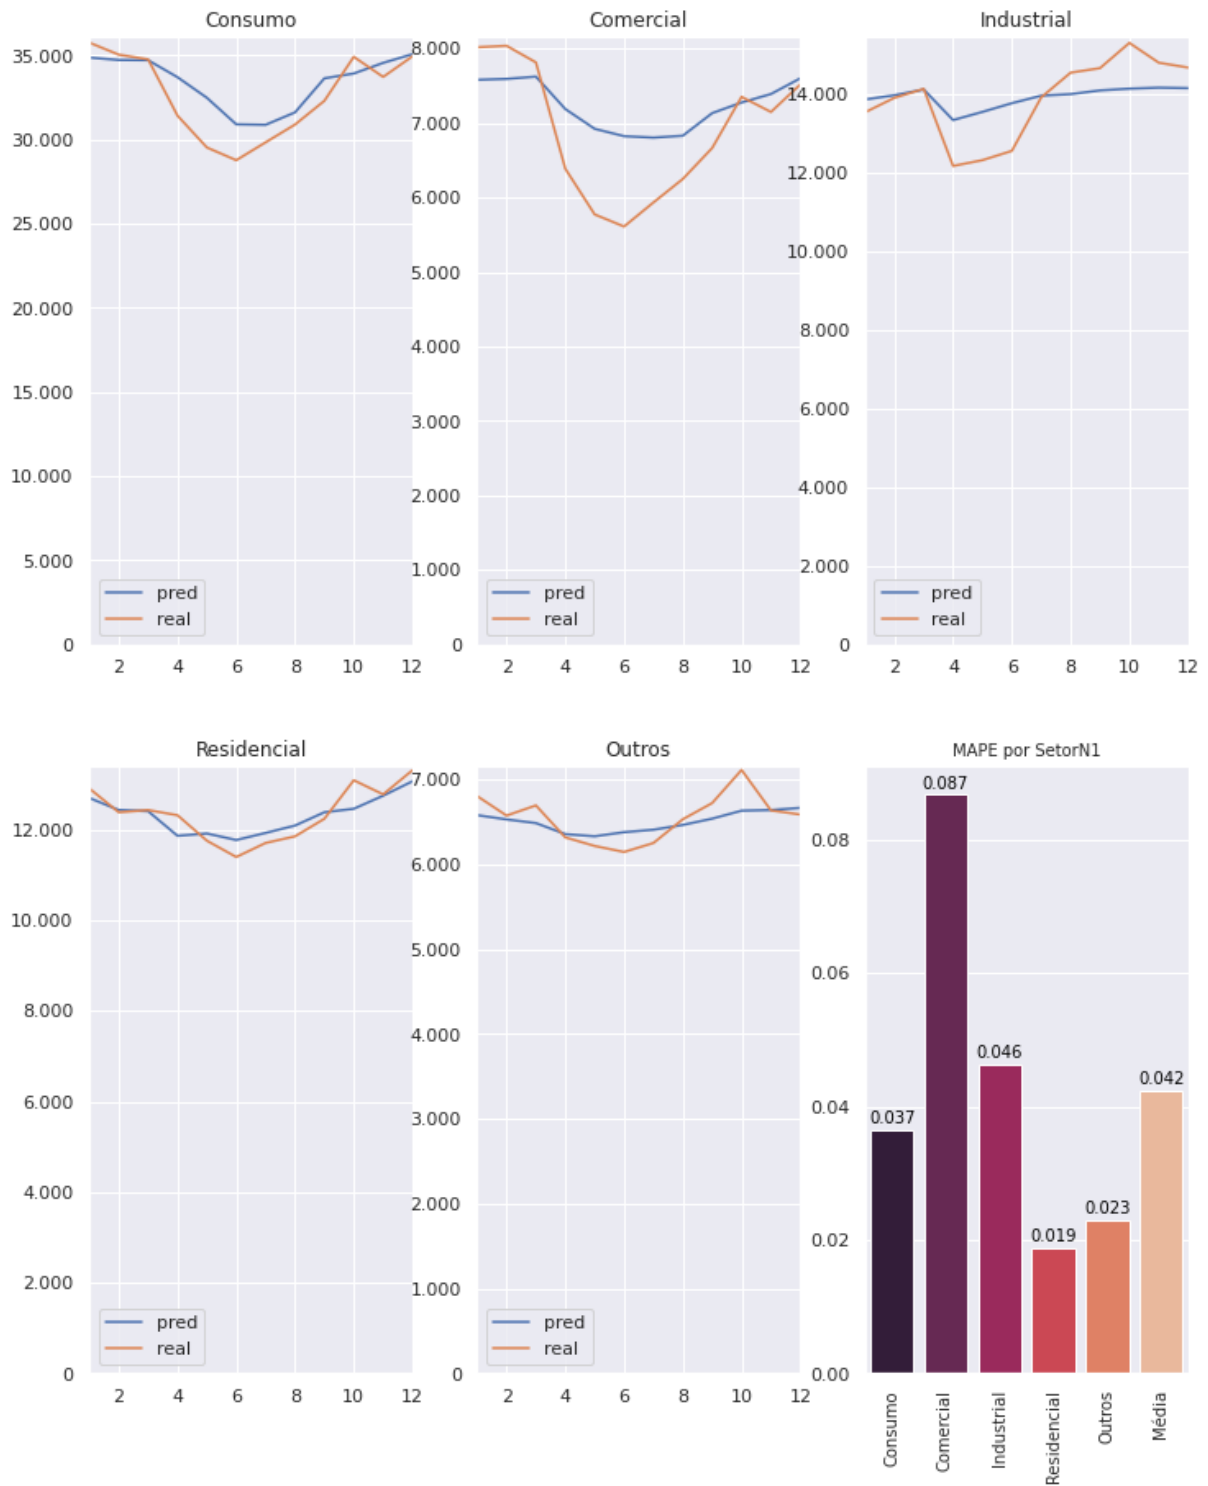 Consumo
35.000
30.000
25.000
20.000
15.000
10.000
5.000
0
pred
real
2 4 6 8 10 12
Comercial
8.000
7.000
6.000
5.000
4.000
3.000
2.000
1.000
0
pred
real
2 4 6 8 10 12
Industrial
14.000
12.000
10.000
8.000
6.000
4.000
2.000
0
pred
real
2 4 6 8 10 12
Residencial
12.000
10.000
8.000
6.000
4.000
2.000
0
pred
real
2 4 6 8 10 12
Outros
7.000
6.000
5.000
4.000
3.000
2.000
1.000
0
pred
real
2 4 6 8 10 12
MAPE por SetorN1
0.08
0.06
0.04
0.02
0.00
0.037
0.087
0.046
0.019
0.023
0.042
Consumo
Comercial
Industrial
Residencial
Outros
Média